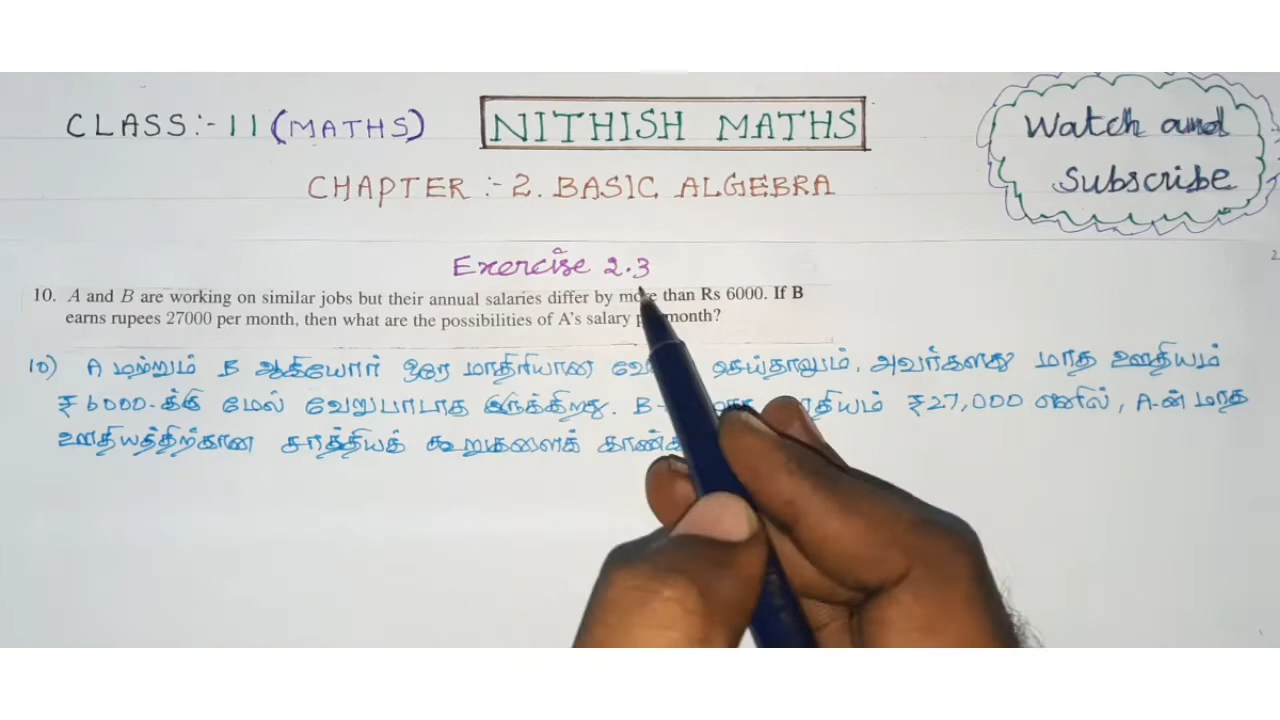 CLASS:- 11 (MATHS)
NITHISH MATHS
Watch and
Subscribe
CHAPTER :- 2. BASIC ALGEBRA
Exercise 2.3
10. A and B are working on similar jobs but their annual salaries differ by more than Rs 6000. If B
earns rupees 27000 per month, then what are the possibilities of A's salary month?
10) A மற்றும் B ஆகியோர் ஒரே மாதிரியான செய்தாலும், அவர்களது மாத ஊதியம்
₹ 6000-க்கு மேல் வேறுபாடாக இருக்கிறது. B- ₹27,000 எனில், A-ன் மாத
ஊதியத்திற்கான சாத்தியக் கூறுகளைக்